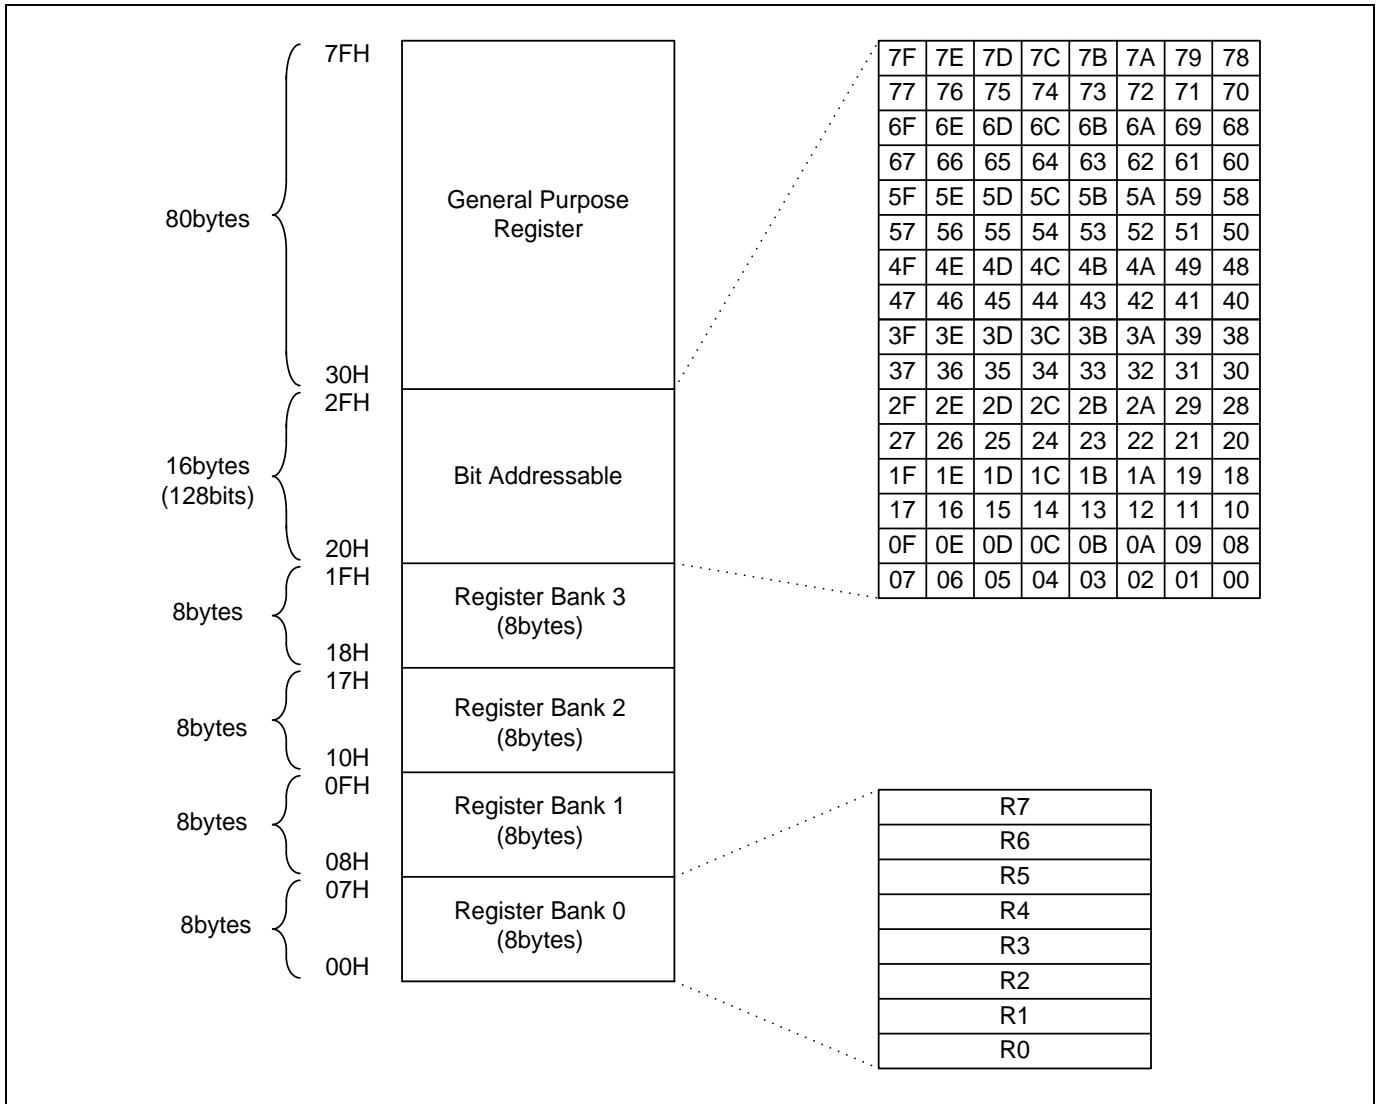 7FH
80bytes
General Purpose
Register
30H
2FH
16bytes
(128bits)
Bit Addressable
20H
1FH
8bytes
Register Bank 3
(8bytes)
18H
17H
8bytes
Register Bank 2
(8bytes)
10H
0FH
8bytes
Register Bank 1
(8bytes)
08H
07H
8bytes
Register Bank 0
(8bytes)
00H
7F 7E 7D 7C 7B 7A 79 78
77 76 75 74 73 72 71 70
6F 6E 6D 6C 6B 6A 69 68
67 66 65 64 63 62 61 60
5F 5E 5D 5C 5B 5A 59 58
57 56 55 54 53 52 51 50
4F 4E 4D 4C 4B 4A 49 48
47 46 45 44 43 42 41 40
3F 3E 3D 3C 3B 3A 39 38
37 36 35 34 33 32 31 30
2F 2E 2D 2C 2B 2A 29 28
27 26 25 24 23 22 21 20
1F 1E 1D 1C 1B 1A 19 18
17 16 15 14 13 12 11 10
0F 0E 0D 0C 0B 0A 09 08
07 06 05 04 03 02 01 00
R7
R6
R5
R4
R3
R2
R1
R0